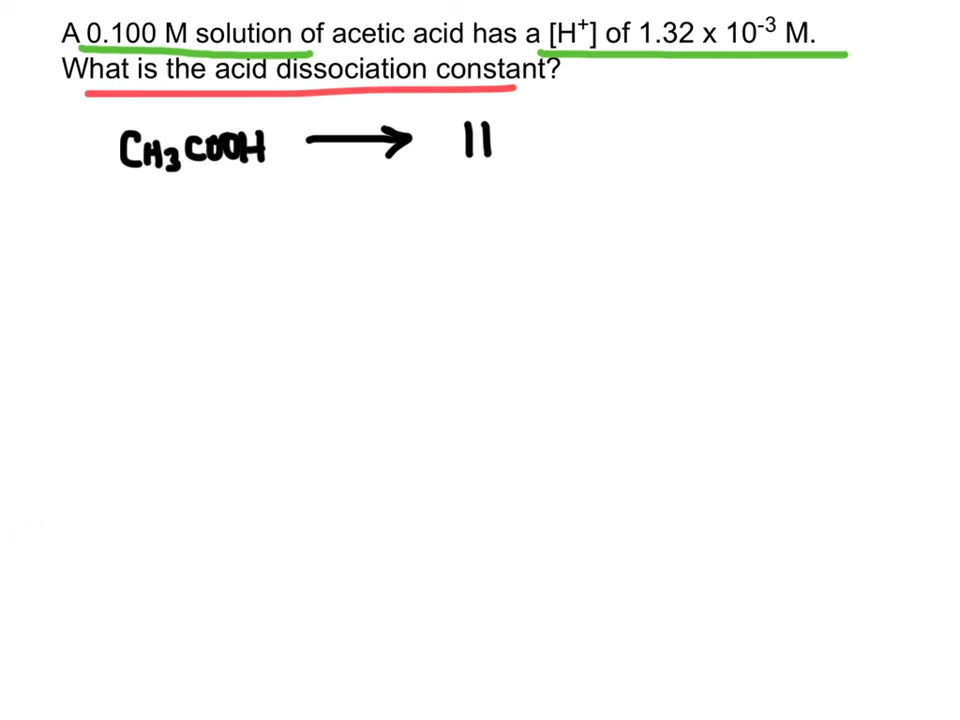 A 0.100 M solution of acetic acid has a [H⁺] of 1.32 x 10⁻³ M.
What is the acid dissociation constant?
CH₃COOH ⟶ ||